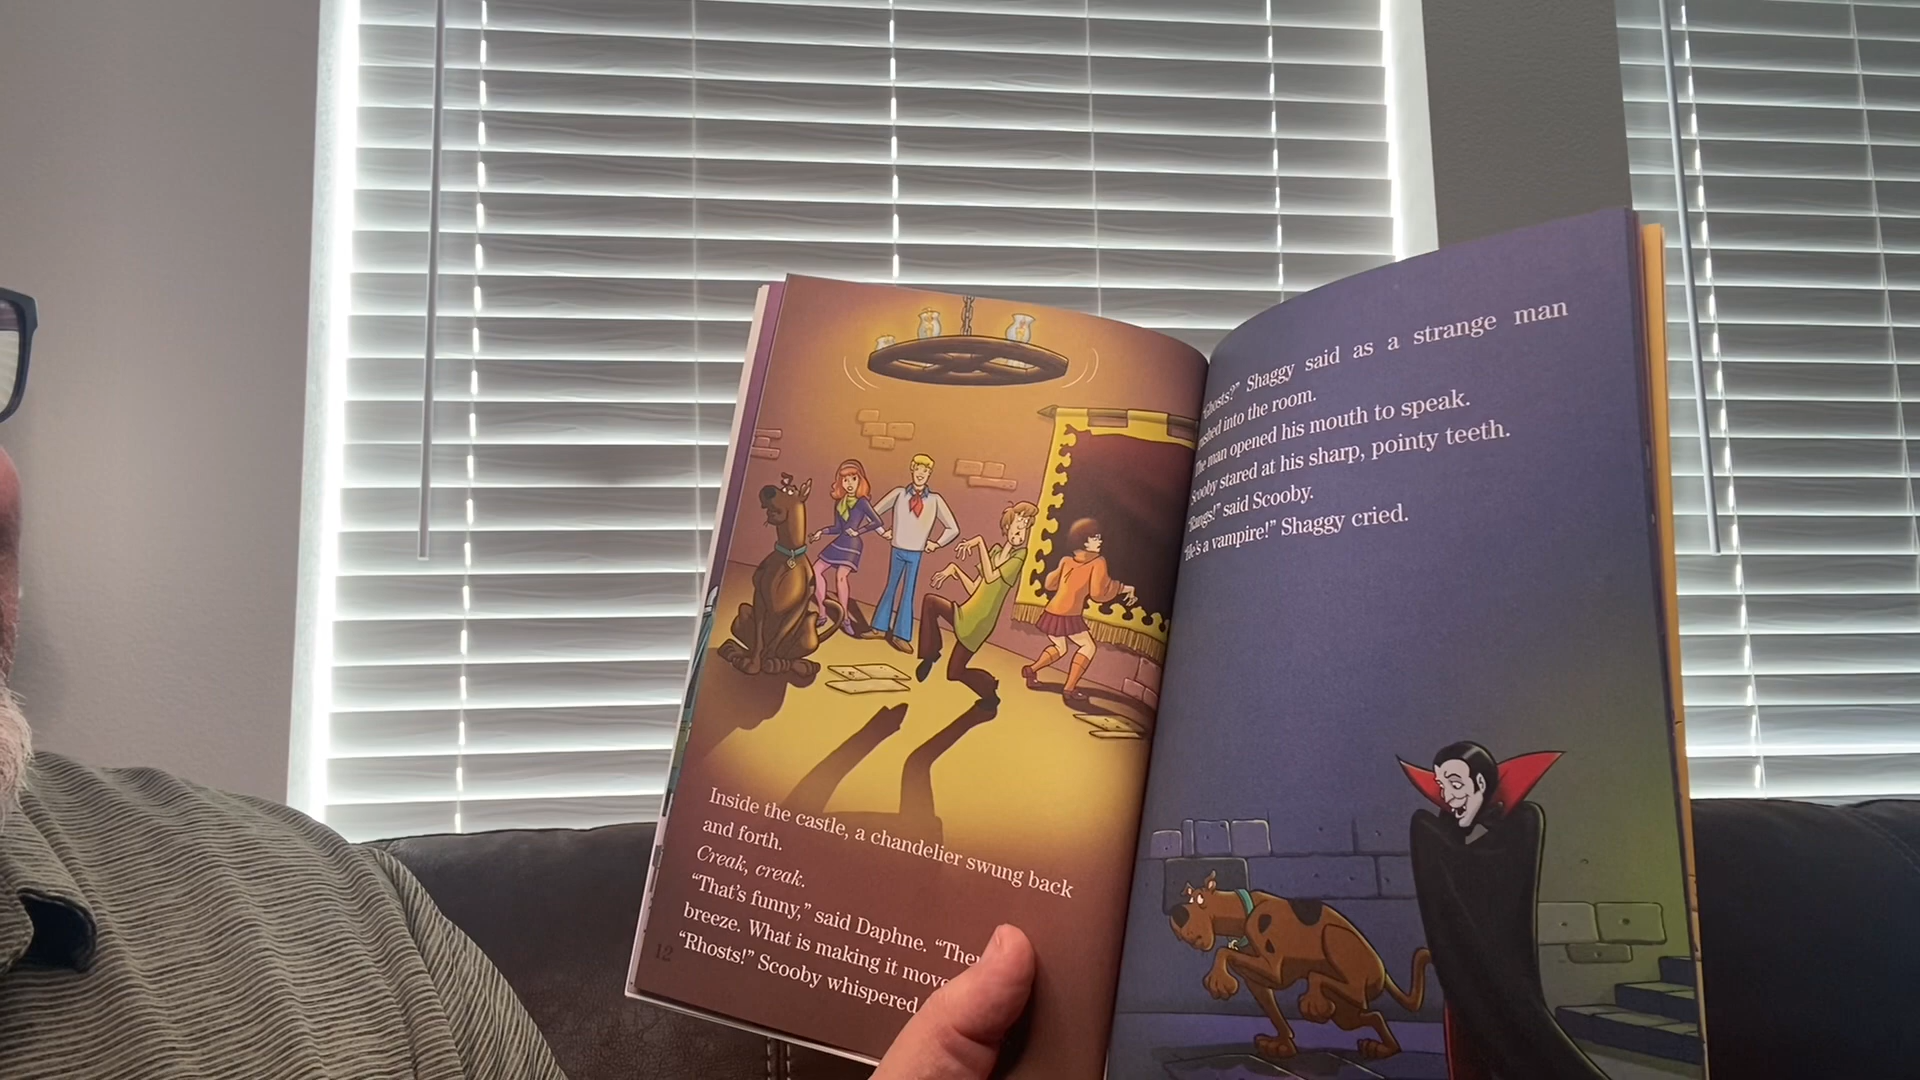 Inside the castle, a chandelier swung back
and forth.
Creak, creak.
“That’s funny,” said Daphne. “The
breeze. What is making it move
“Rhosts!” Scooby whispered
12
Ghosts?” Shaggy said as a strange man
into the room.
The man opened his mouth to speak.
Scooby stared at his sharp, pointy teeth.
said Scooby.
“He’s a vampire!” Shaggy cried.